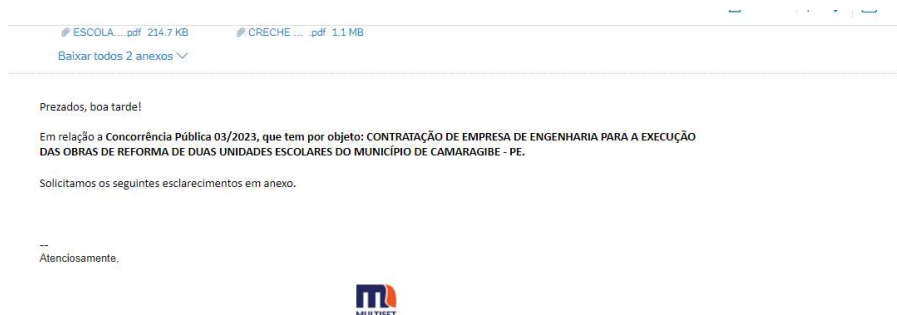 ESCOLA....pdf 214.7 KB CRECHE ... .pdf 1.1 MB
Baixar todos 2 anexos
Prezados, boa tarde!
Em relação a Concorrência Pública 03/2023, que tem por objeto: CONTRATAÇÃO DE EMPRESA DE ENGENHARIA PARA A EXECUÇÃO
DAS OBRAS DE REFORMA DE DUAS UNIDADES ESCOLARES DO MUNICÍPIO DE CAMARAGIBE - PE.
Solicitamos os seguintes esclarecimentos em anexo.
--
Atenciosamente,
MULTISET